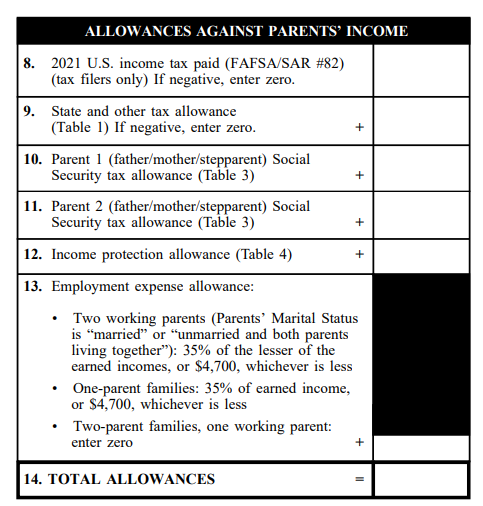 ALLOWANCES AGAINST PARENTS’ INCOME
8. 2021 U.S. income tax paid (FAFSA/SAR #82)
(tax filers only) If negative, enter zero.
9. State and other tax allowance
(Table 1) If negative, enter zero. +
10. Parent 1 (father/mother/stepparent) Social
Security tax allowance (Table 3) +
11. Parent 2 (father/mother/stepparent) Social
Security tax allowance (Table 3) +
12. Income protection allowance (Table 4) +
13. Employment expense allowance:
• Two working parents (Parents’ Marital Status
is “married” or “unmarried and both parents
living together”): 35% of the lesser of the
earned incomes, or $4,700, whichever is less
• One-parent families: 35% of earned income,
or $4,700, whichever is less
• Two-parent families, one working parent:
enter zero +
14. TOTAL ALLOWANCES =